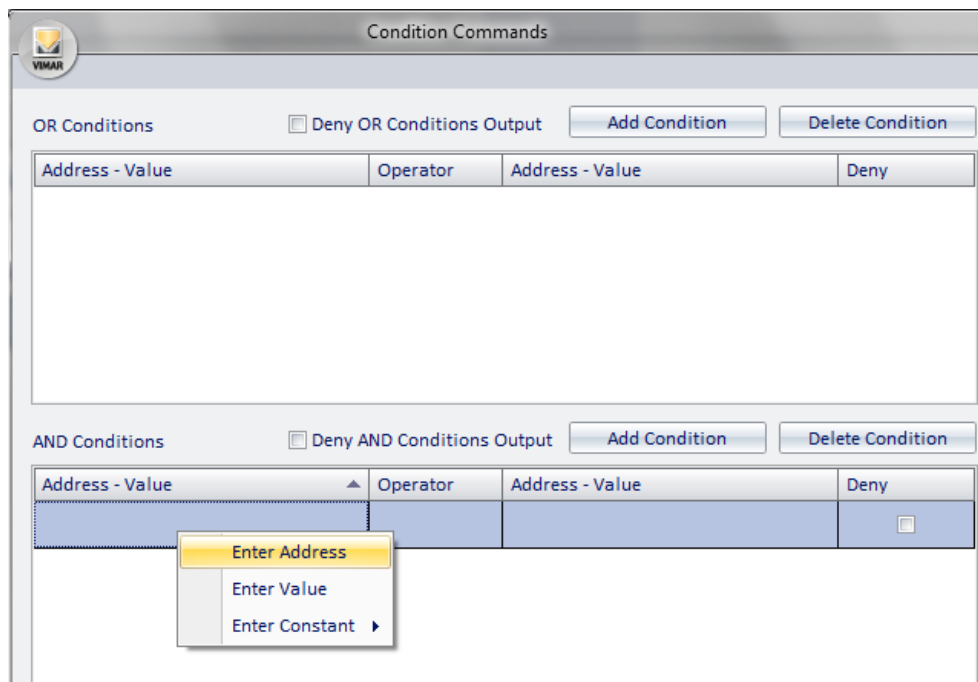 Condition Commands
VIMAR
OR Conditions Deny OR Conditions Output Add Condition Delete Condition
Address - Value Operator Address - Value Deny
AND Conditions Deny AND Conditions Output Add Condition Delete Condition
Address - Value Operator Address - Value Deny
Enter Address
Enter Value
Enter Constant